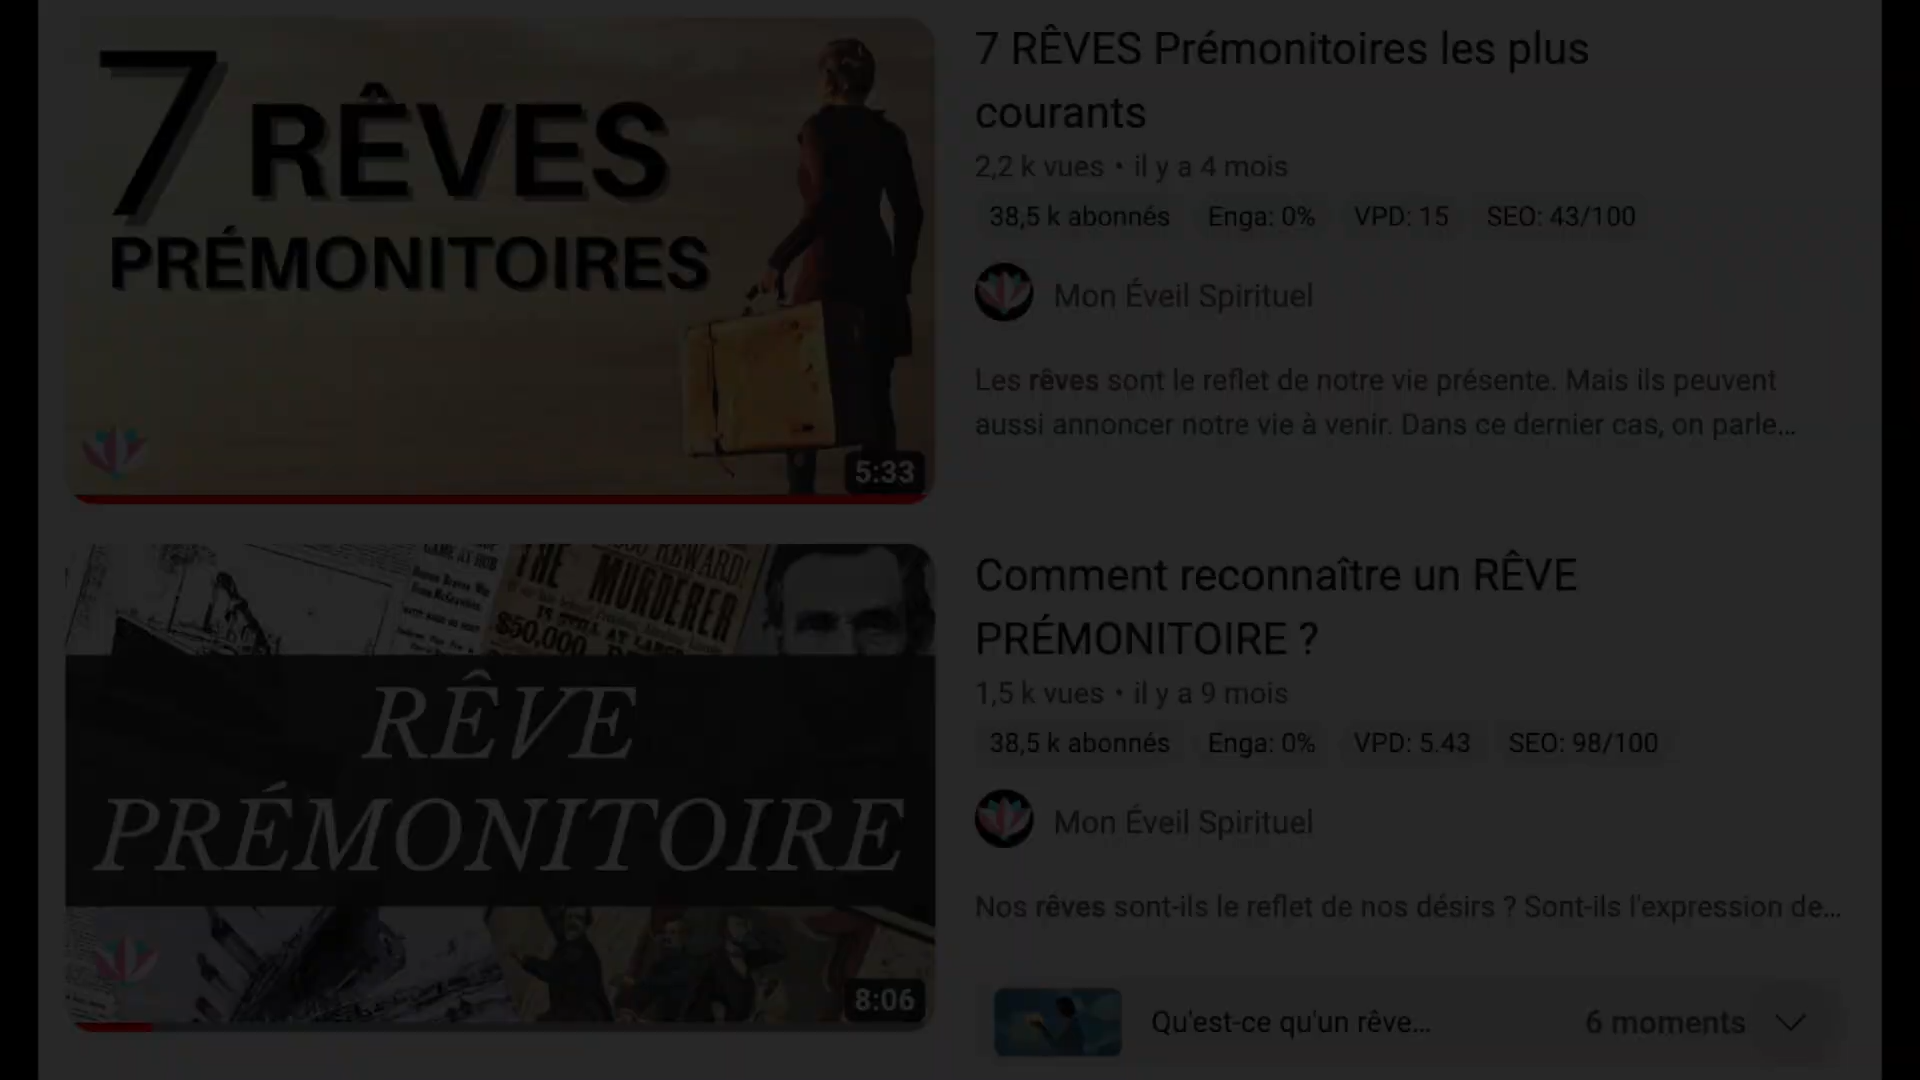 7 RÊVES
PRÉMONITOIRES
5:33
7 RÊVES Prémonitoires les plus
courants
2,2 k vues • il y a 4 mois
38,5 k abonnés Enga: 0% VPD: 15 SEO: 43/100
Mon Éveil Spirituel
Les rêves sont le reflet de notre vie présente. Mais ils peuvent
aussi annoncer notre vie à venir. Dans ce dernier cas, on parle...
REWARD!
THE MURDERER
$50,000
RÊVE
PRÉMONITOIRE
8:06
Comment reconnaître un RÊVE
PRÉMONITOIRE ?
1,5 k vues • il y a 9 mois
38,5 k abonnés Enga: 0% VPD: 5.43 SEO: 98/100
Mon Éveil Spirituel
Nos rêves sont-ils le reflet de nos désirs ? Sont-ils l'expression de...
Qu'est-ce qu'un rêve... 6 moments